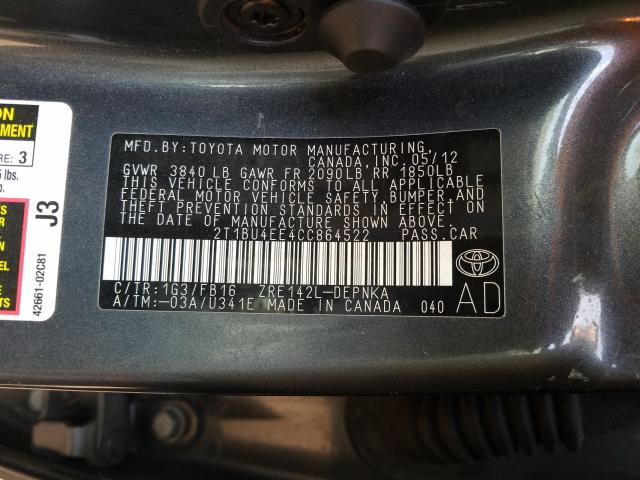 MFD.BY:TOYOTA MOTOR MANUFACTURING,
CANADA, INC. 05/12
GVWR 3840 LB GAWR FR 2090LB RR 1850LB
THIS VEHICLE CONFORMS TO ALL APPLICABLE
FEDERAL MOTOR VEHICLE SAFETY, BUMPER, AND
THEFT PREVENTION STANDARDS IN EFFECT ON
THE DATE OF MANUFACTURE SHOWN ABOVE.
2T1BU4EE4CC864522 PASS.CAR
C/TR:1G3/FB16 ZRE142L-DEPNKA
A/TM:-03A/U341E MADE IN CANADA 040
AD
J3
42661-02C81
3
lbs.